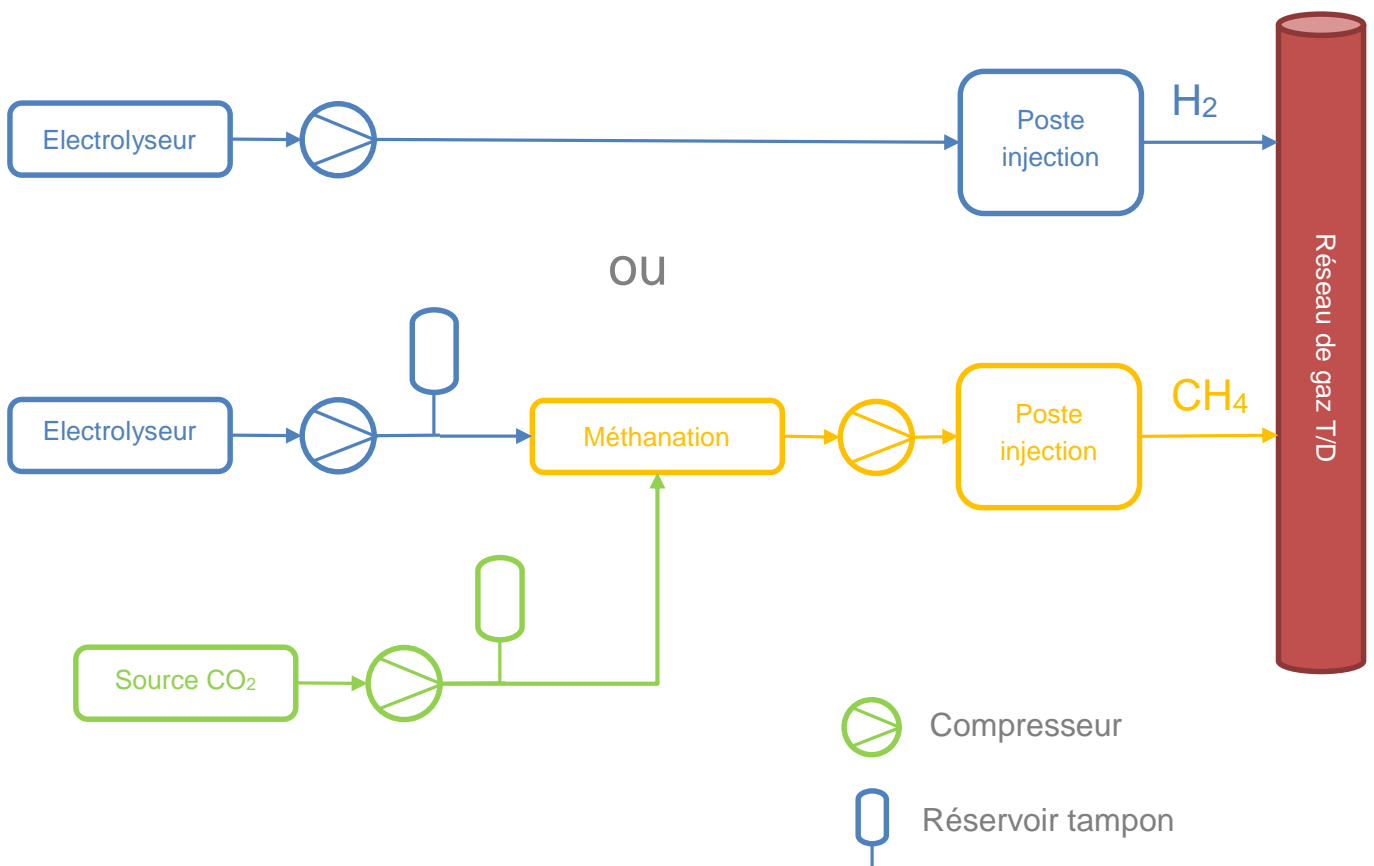 Electrolyseur
Poste
injection
H2
ou
Electrolyseur
Méthanation
Poste
injection
CH4
Réseau de gaz T/D
Source CO2
Compresseur
Réservoir tampon